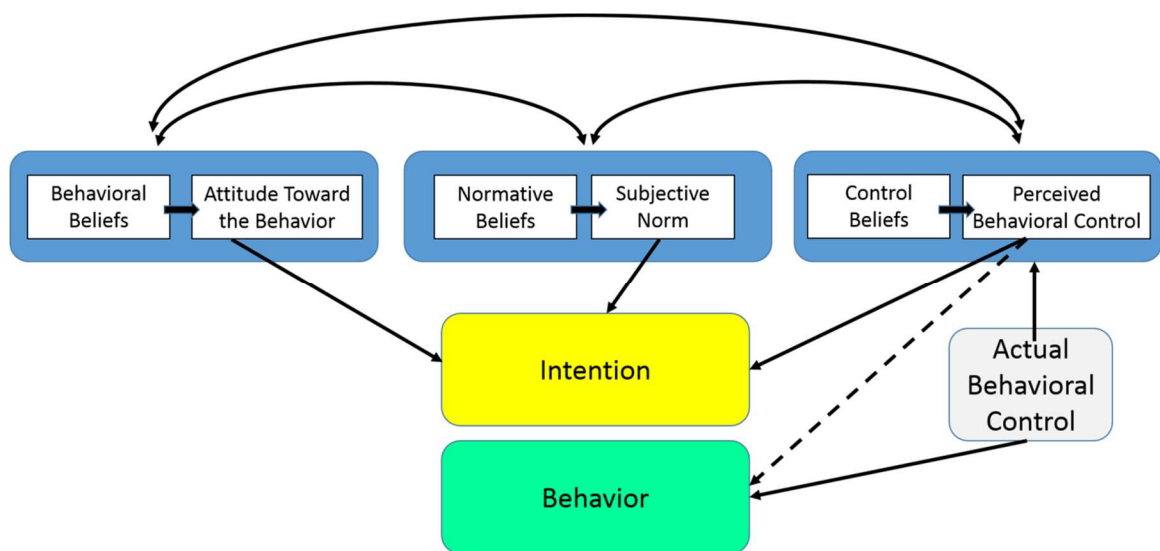 Behavioral
Beliefs
Attitude Toward
the Behavior
Normative
Beliefs
Subjective
Norm
Control
Beliefs
Perceived
Behavioral Control
Intention
Actual
Behavioral
Control
Behavior